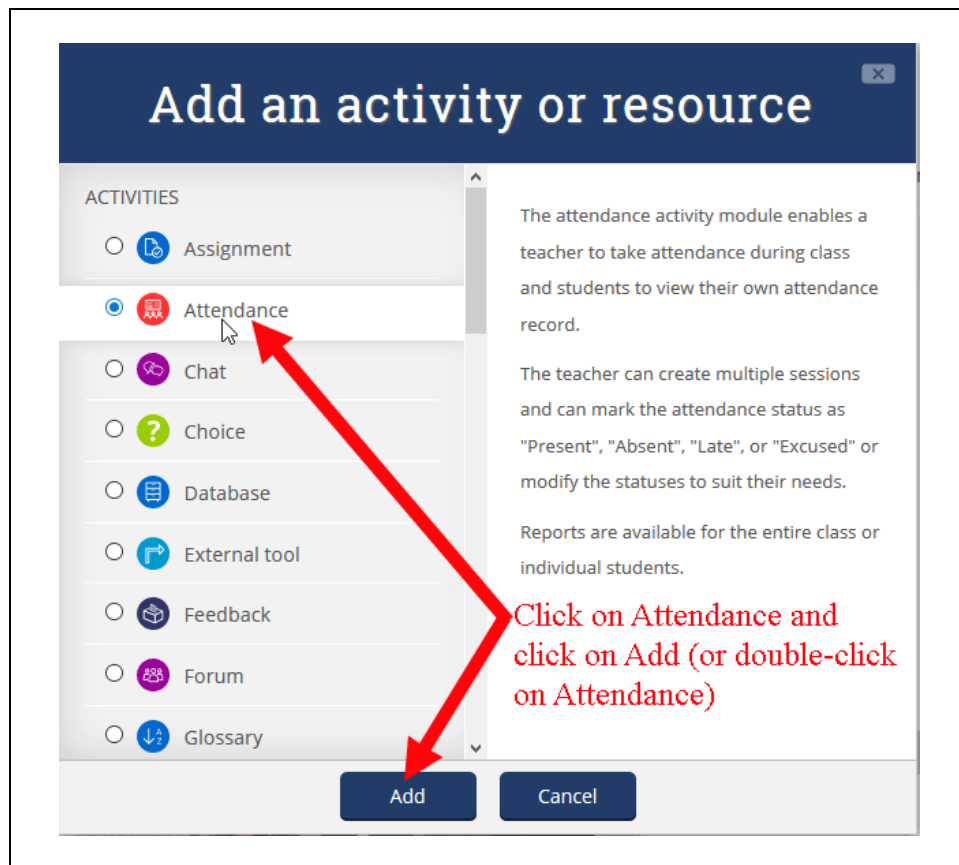 Add an activity or resource
ACTIVITIES
Assignment
Attendance
Chat
Choice
Database
External tool
Feedback
Forum
Glossary
The attendance activity module enables a
teacher to take attendance during class
and students to view their own attendance
record.
The teacher can create multiple sessions
and can mark the attendance status as
"Present", "Absent", "Late", or "Excused" or
modify the statuses to suit their needs.
Reports are available for the entire class or
individual students.
Click on Attendance and
click on Add (or double-click
on Attendance)
Add
Cancel